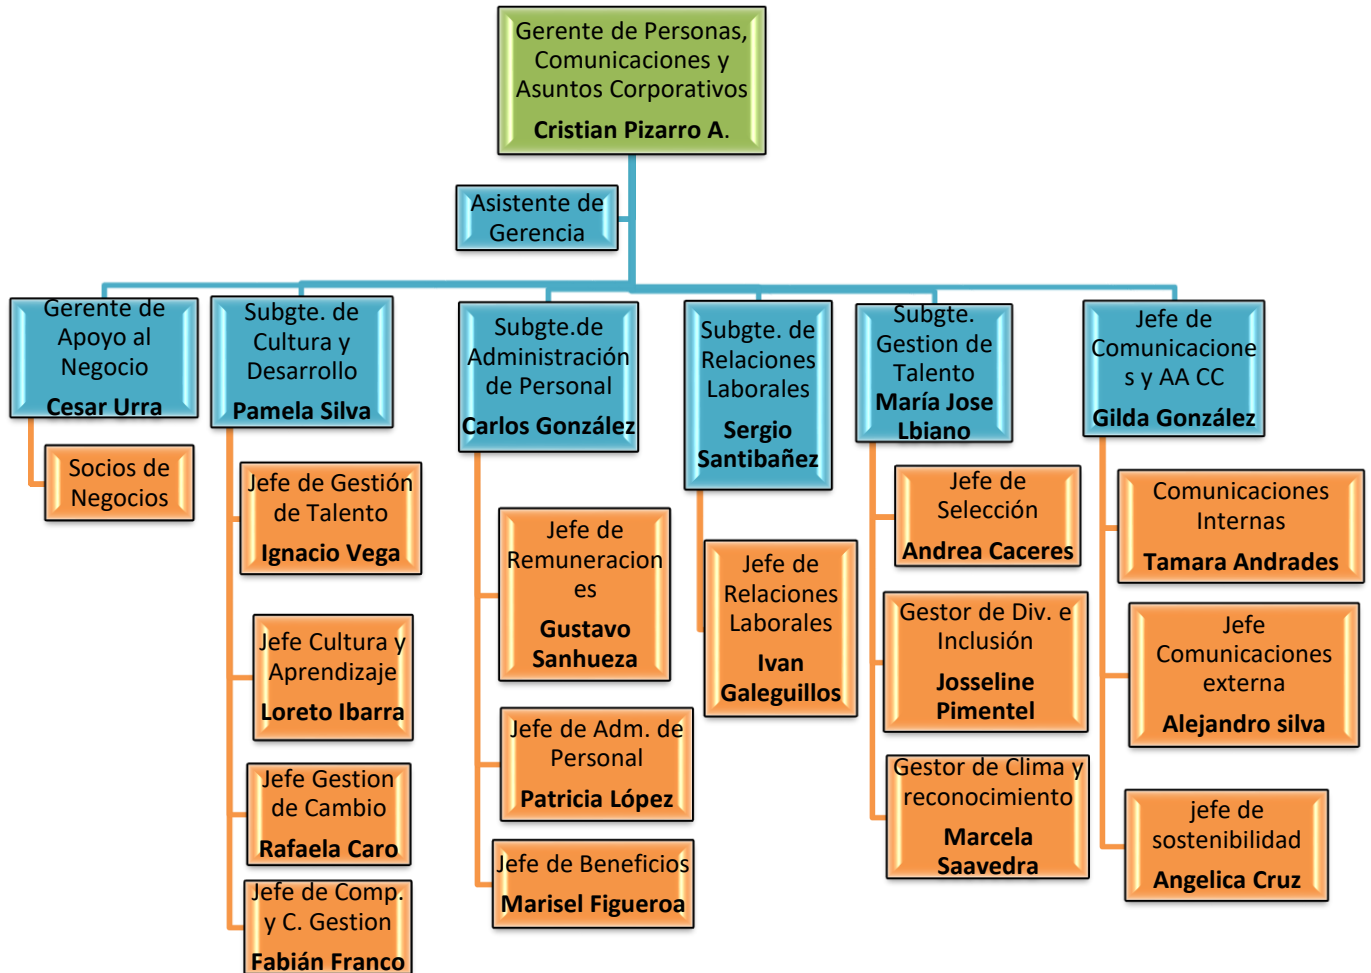 Gerente de Personas,
Comunicaciones y
Asuntos Corporativos
Cristian Pizarro A.
Asistente de
Gerencia
Gerente de
Apoyo al
Negocio
Cesar Urra
Socios de
Negocios
Subgte. de
Cultura y
Desarrollo
Pamela Silva
Jefe de Gestión
de Talento
Ignacio Vega
Jefe Cultura y
Aprendizaje
Loreto Ibarra
Jefe Gestion
de Cambio
Rafaela Caro
Jefe de Comp.
y C. Gestion
Fabián Franco
Subgte.de
Administración
de Personal
Carlos González
Jefe de
Remuneracion
es
Gustavo
Sanhueza
Jefe de Adm. de
Personal
Patricia López
Jefe de Beneficios
Marisel Figueroa
Subgte. de
Relaciones
Laborales
Sergio
Santibañez
Jefe de
Relaciones
Laborales
Ivan
Galeguillos
Subgte.
Gestion de
Talento
María Jose
Lbiano
Jefe de
Selección
Andrea Caceres
Gestor de Div. e
Inclusión
Josseline
Pimentel
Gestor de Clima y
reconocimiento
Marcela
Saavedra
Jefe de
Comunicacione
s y AA CC
Gilda González
Comunicaciones
Internas
Tamara Andrades
Jefe
Comunicaciones
externa
Alejandro silva
jefe de
sostenibilidad
Angelica Cruz